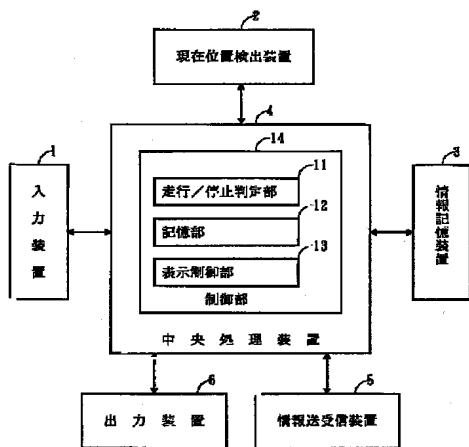 2
現在位置検出装置
4
14
1
入力装置
11
走行／停止判定部
12
記憶部
13
表示制御部
制御部
中央処理装置
3
情報記憶装置
6
出力装置
5
情報送受信装置